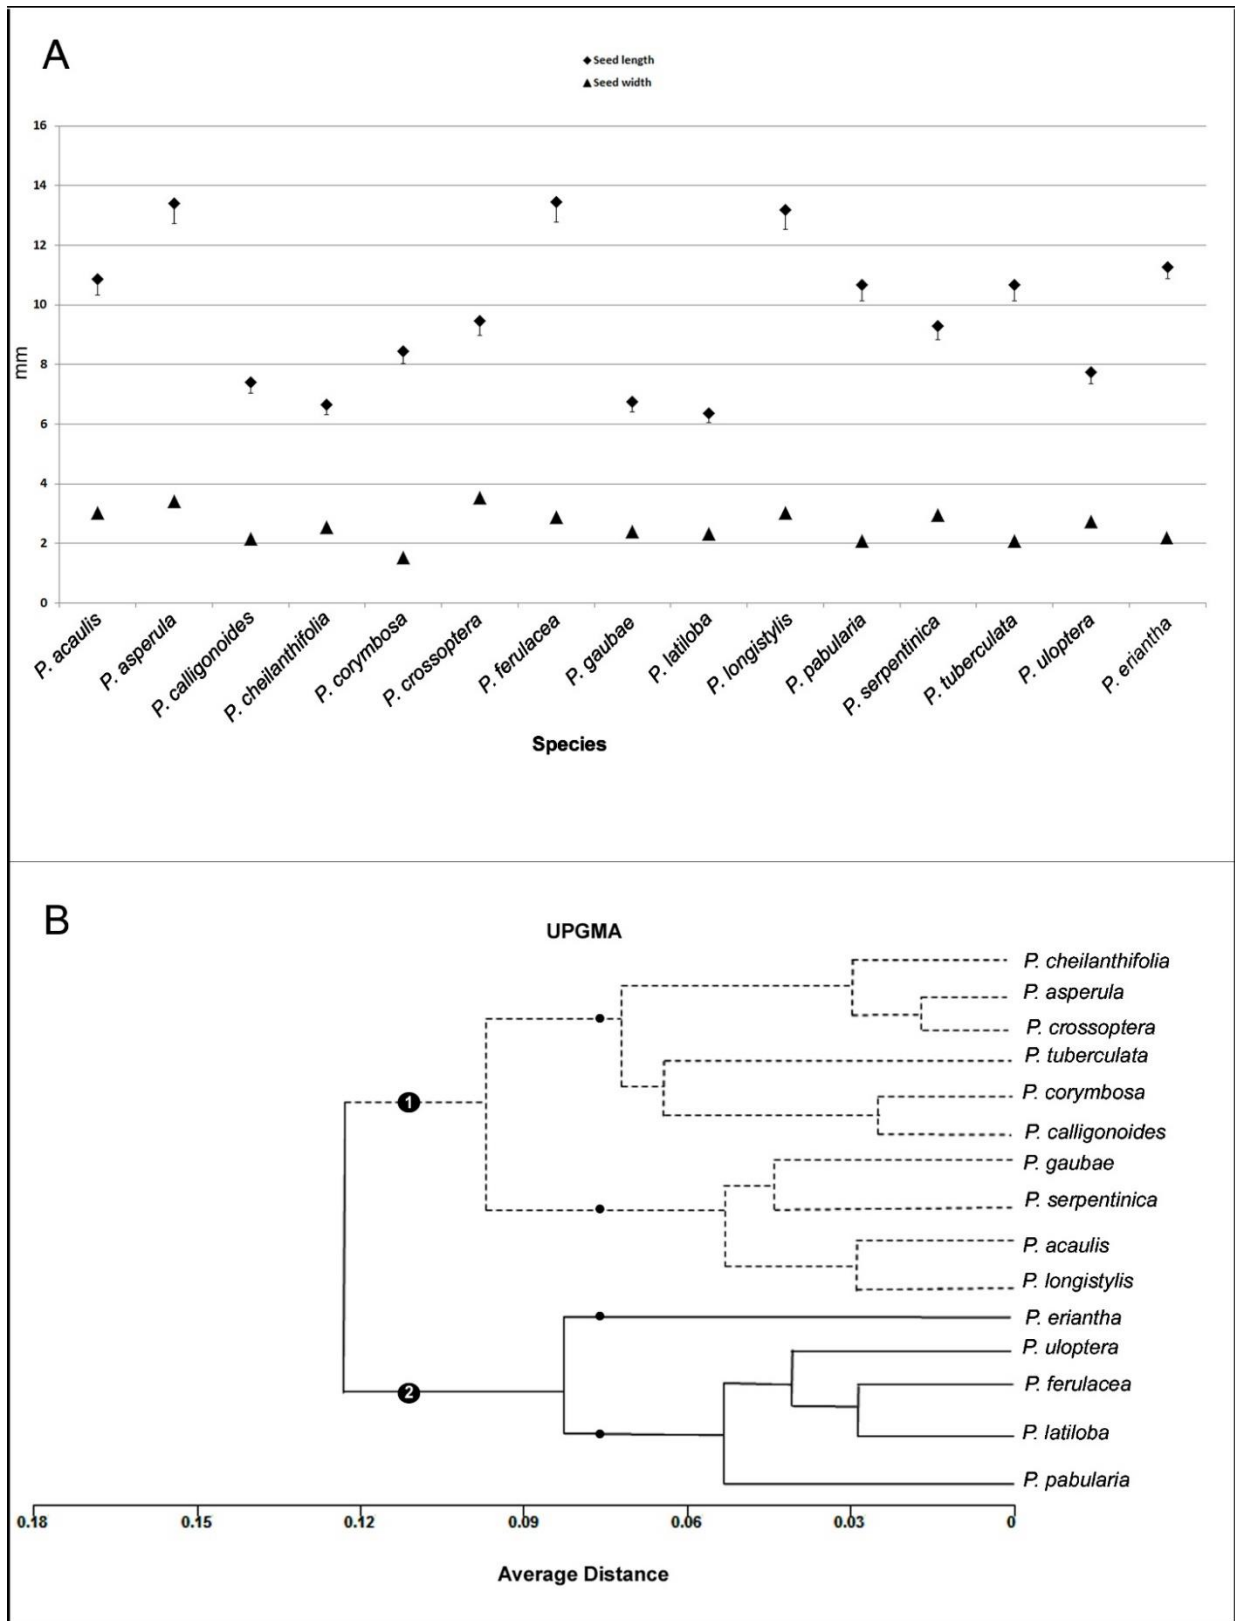 A
Seed length
Seed width
16
14
12
10
8
6
4
2
0
mm
P. acaulis
P. asperula
P. calligonoides
P. cheilanthifolia
P. corymbosa
P. crossoptera
P. ferulacea
P. gaubae
P. latiloba
P. longistylis
P. pabularia
P. serpentinica
P. tuberculata
P. uloptera
P. eriantha
Species
B
UPGMA
P. cheilanthifolia
P. asperula
P. crossoptera
P. tuberculata
1
P. corymbosa
P. calligonoides
P. gaubae
P. serpentinica
P. acaulis
P. longistylis
P. eriantha
P. uloptera
P. ferulacea
2
P. latiloba
P. pabularia
0.18 0.15 0.12 0.09 0.06 0.03 0
Average Distance